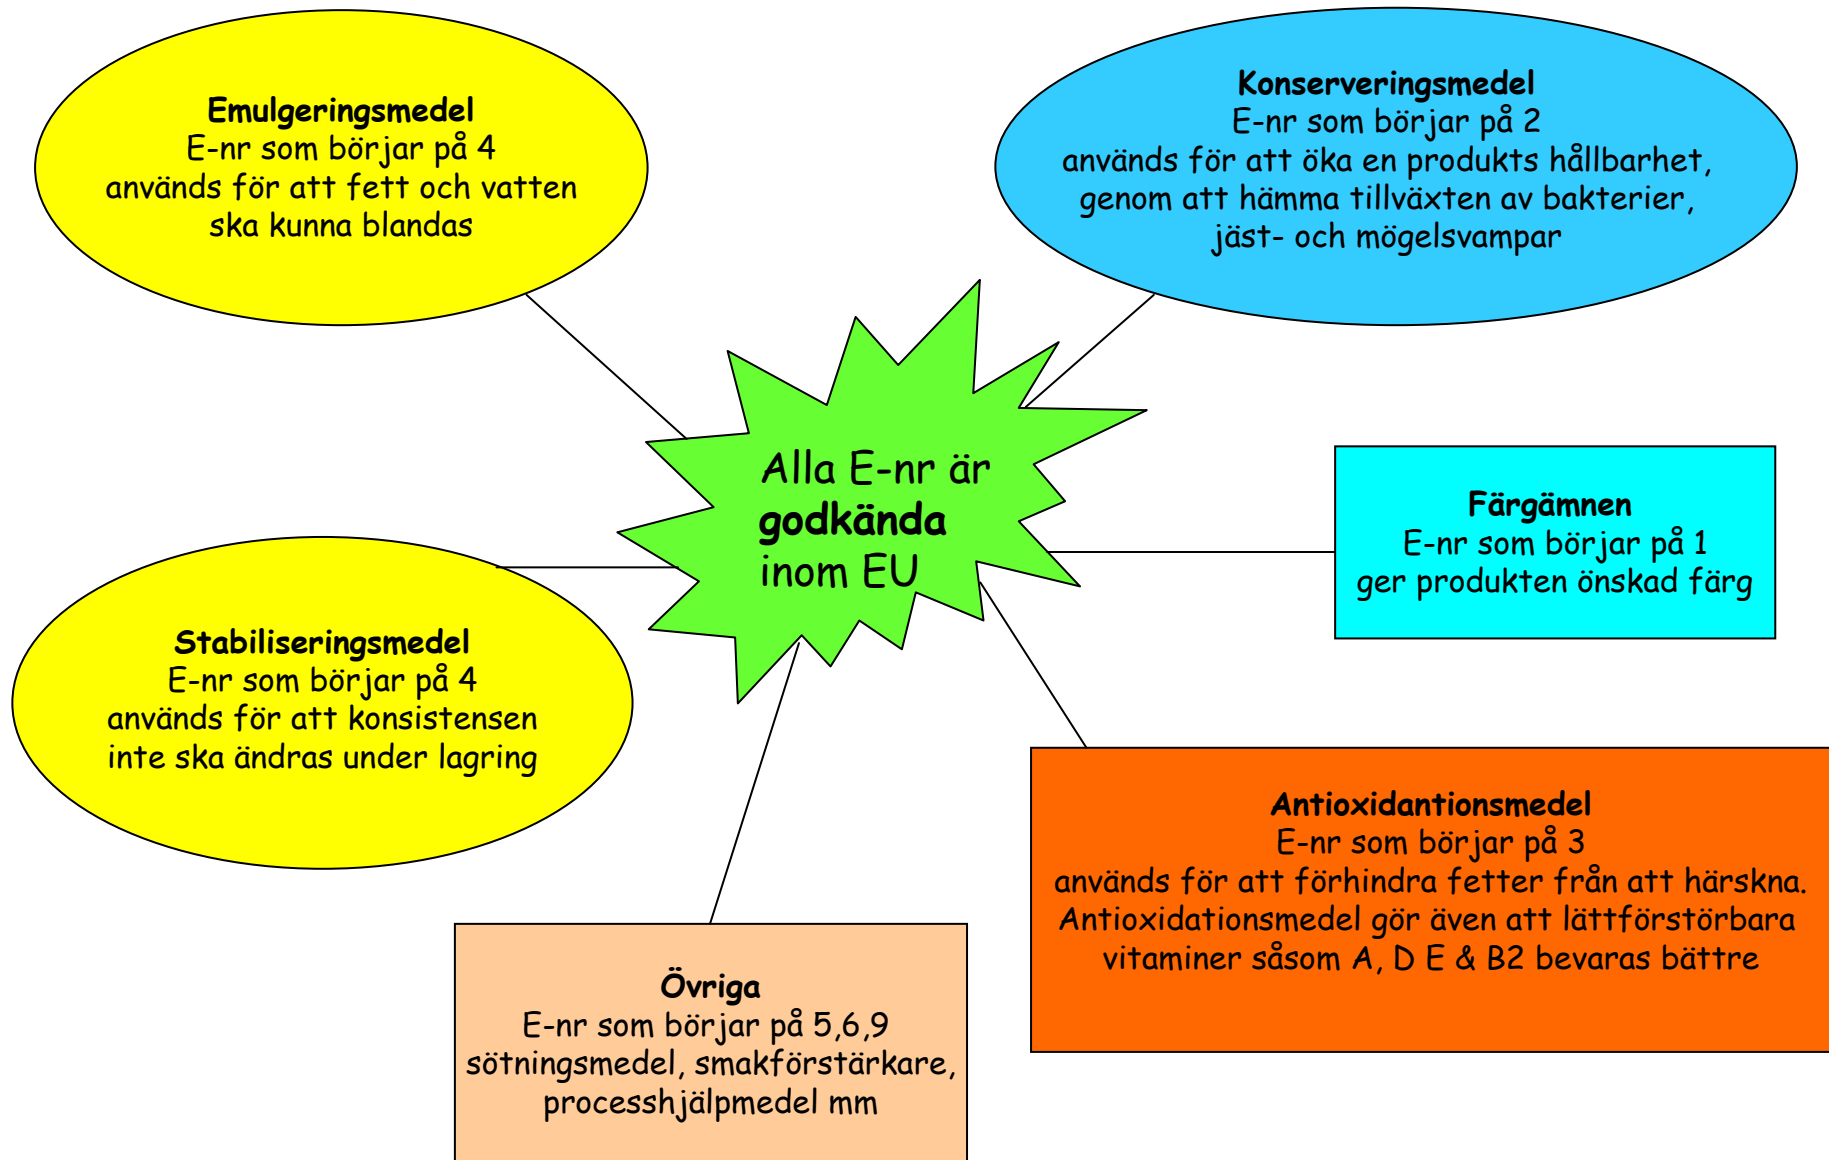 Emulgeringsmedel
E-nr som börjar på 4
används för att fett och vatten
ska kunna blandas
Konserveringsmedel
E-nr som börjar på 2
används för att öka en produkts hållbarhet,
genom att hämma tillväxten av bakterier,
jäst- och mögelsvampar
Alla E-nr är
godkända
inom EU
Färgämnen
E-nr som börjar på 1
ger produkten önskad färg
Stabiliseringsmedel
E-nr som börjar på 4
används för att konsistensen
inte ska ändras under lagring
Antioxidantionsmedel
E-nr som börjar på 3
används för att förhindra fetter från att härskna.
Antioxidationsmedel gör även att lättförstörbara
vitaminer såsom A, D E & B2 bevaras bättre
Övriga
E-nr som börjar på 5,6,9
sötningsmedel, smakförstärkare,
processhjälpmedel mm